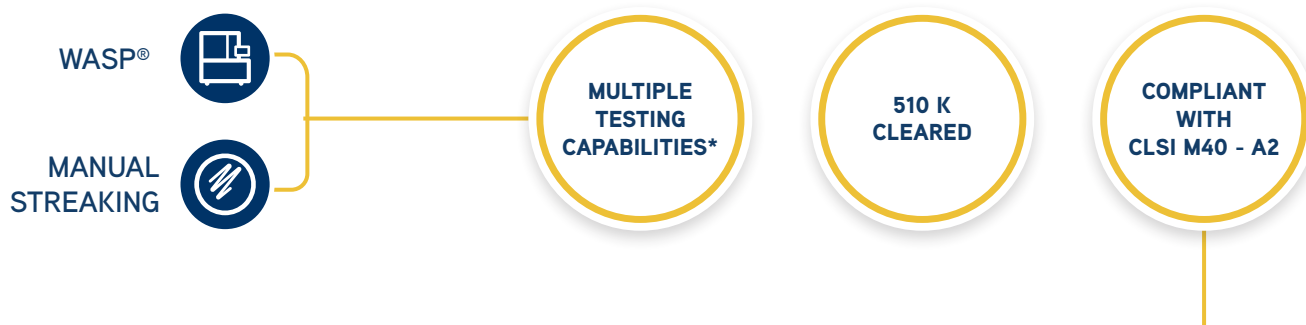 WASP®
MANUAL
STREAKING
MULTIPLE
TESTING
CAPABILITIES*
510 K
CLEARED
COMPLIANT
WITH
CLSI M40 - A2